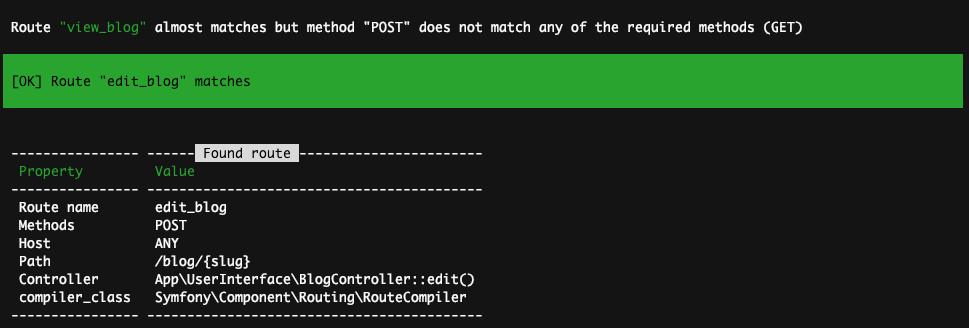 Route "view_blog" almost matches but method "POST" does not match any of the required methods (GET)
[OK] Route "edit_blog" matches
---------------- ------ Found route -----------------------
Property Value
---------------- ------------------------------------------
Route name edit_blog
Methods POST
Host ANY
Path /blog/{slug}
Controller App\UserInterface\BlogController::edit()
compiler_class Symfony\Component\Routing\RouteCompiler
---------------- ------------------------------------------